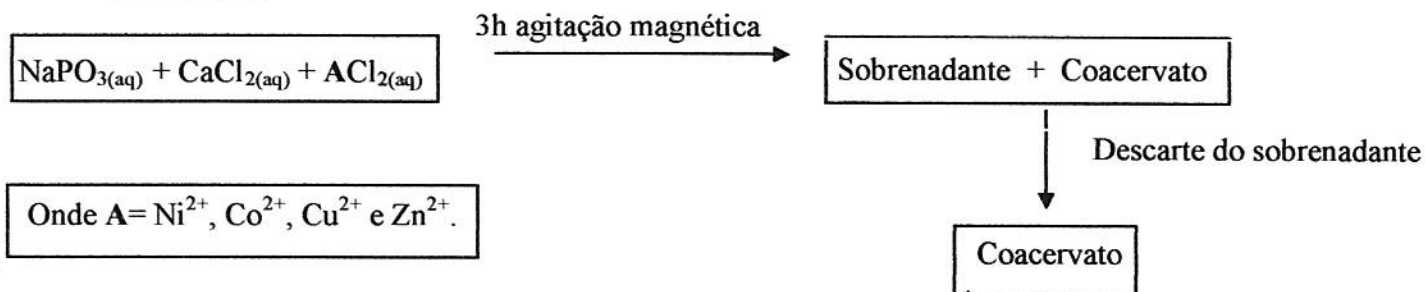 3h agitação magnética
NaPO₃₍ₐq₎ + CaCl₂₍ₐq₎ + ACl₂₍ₐq₎
Sobrenadante + Coacervato
Descarte do sobrenadante
Onde A= Ni²⁺, Co²⁺, Cu²⁺ e Zn²⁺.
Coacervato